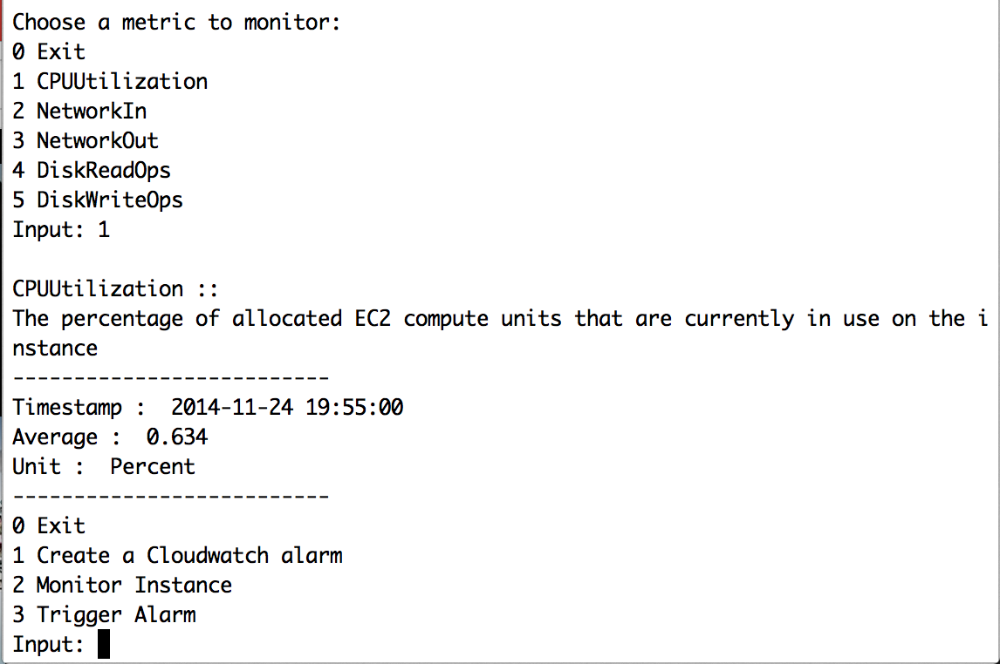 Choose a metric to monitor:
0 Exit
1 CPUUtilization
2 NetworkIn
3 NetworkOut
4 DiskReadOps
5 DiskWriteOps
Input: 1
CPUUtilization ::
The percentage of allocated EC2 compute units that are currently in use on the i
nstance
--------------------------
Timestamp :  2014-11-24 19:55:00
Average :  0.634
Unit :  Percent
--------------------------
0 Exit
1 Create a Cloudwatch alarm
2 Monitor Instance
3 Trigger Alarm
Input: